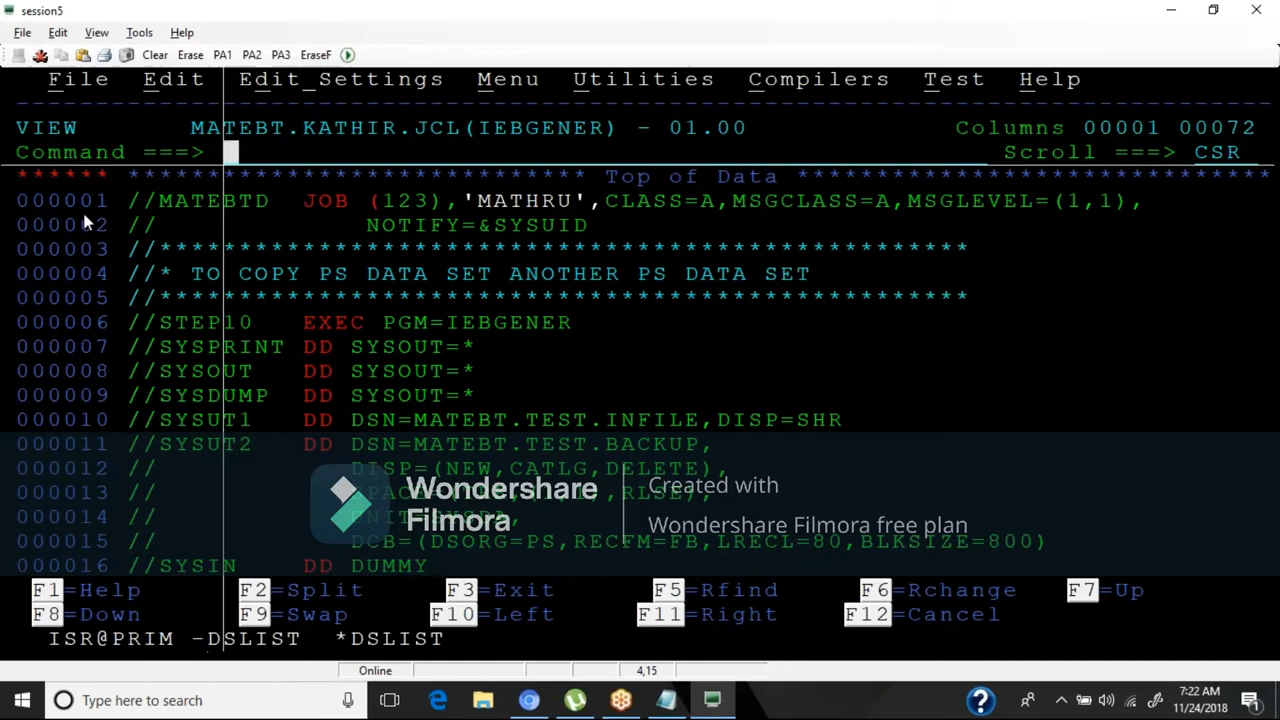 session5
File Edit View Tools Help
Clear Erase PA1 PA2 PA3 EraseF
File Edit Edit_Settings Menu Utilities Compilers Test Help
VIEW MATEBT.KATHIR.JCL(IEBGENER) - 01.00 Columns 00001 00072
Command ===> Scroll ===> CSR
****** ***************************** Top of Data ******************************
000001 //MATEBTD JOB (123),'MATHRU',CLASS=A,MSGCLASS=A,MSGLEVEL=(1,1),
000002 // NOTIFY=&SYSUID
000003 //***************************************************
000004 //* TO COPY PS DATA SET ANOTHER PS DATA SET
000005 //***************************************************
000006 //STEP10 EXEC PGM=IEBGENER
000007 //SYSPRINT DD SYSOUT=*
000008 //SYSOUT DD SYSOUT=*
000009 //SYSDUMP DD SYSOUT=*
000010 //SYSUT1 DD DSN=MATEBT.TEST.INFILE,DISP=SHR
000011 //SYSUT2 DD DSN=MATEBT.TEST.BACKUP,
000012 // DISP=(NEW,CATLG,DELETE),
000013 // RLSE),
000014 //
000015 // DCB=(DSORG=PS,RECFM=FB,LRECL=80,BLKSIZE=800)
000016 //SYSIN DD DUMMY
Wondershare Filmora
Created with
Wondershare Filmora free plan
F1=Help F2=Split F3=Exit F5=Rfind F6=Rchange F7=Up
F8=Down F9=Swap F10=Left F11=Right F12=Cancel
ISR@PRIM -DSLIST *DSLIST
Online 4,15
Type here to search
7:22 AM
11/24/2018